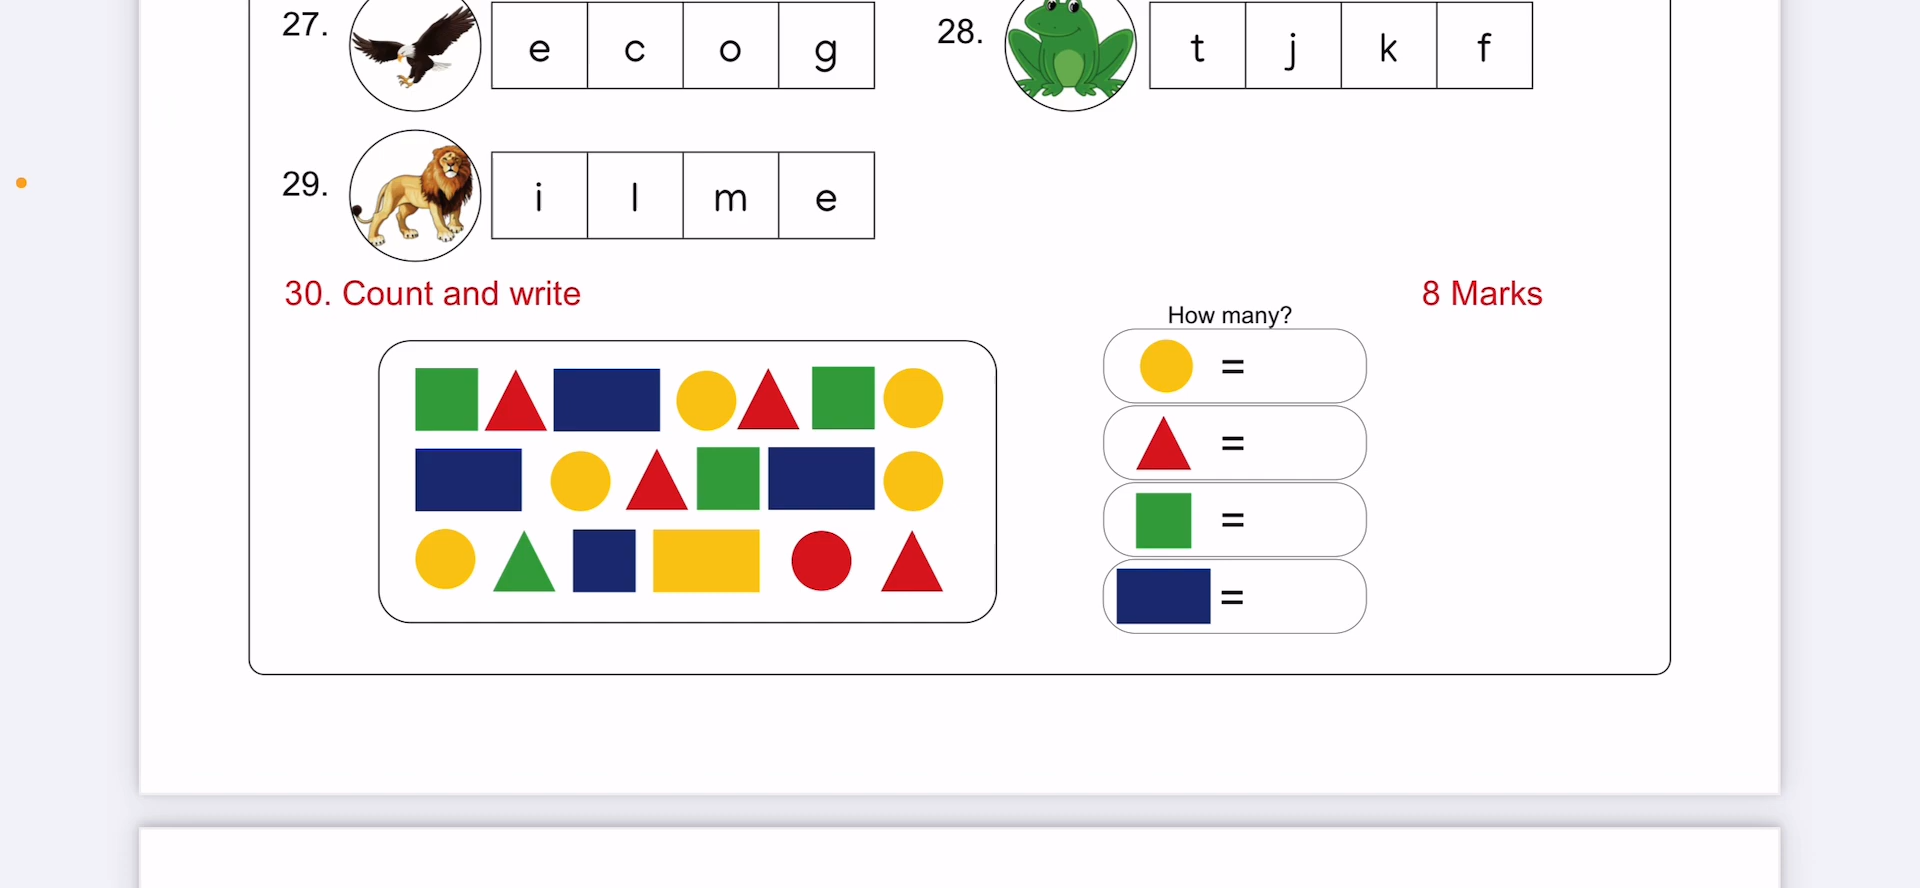 27. e c o g
28. t j k f
29. i l m e
30. Count and write
8 Marks
How many?
=
=
=
=